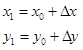 x₁ = x₀ + Δx
y₁ = y₀ + Δy